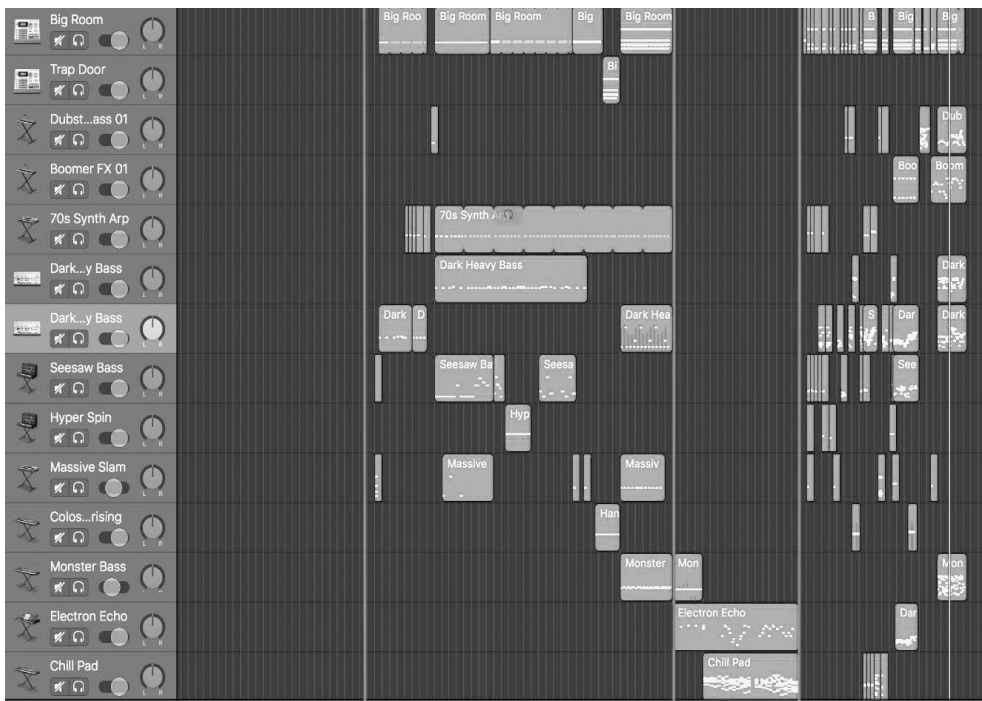 Big Room
Big Roo
Big Room
Big Room
Big
Big Room
B
Big
Big
L R
Trap Door
Bi
L R
Dubst...ass 01
Dub
L R
Boomer FX 01
Boo
Boom
L R
70s Synth Arp
70s Synth
L R
Dark...y Bass
Dark Heavy Bass
Dark
L R
Dark...y Bass
Dark
D
Dark Hea
S
Dar
Dark
L R
Seesaw Bass
Seesaw Ba
Seesa
See
L R
Hyper Spin
Hyp
L R
Massive Slam
Massive
Massiv
L R
Colos...rising
Han
L R
Monster Bass
Monster
Mon
Mon
Electron Echo
Electron Echo
Dar
L R
Chill Pad
Chill Pad
L R